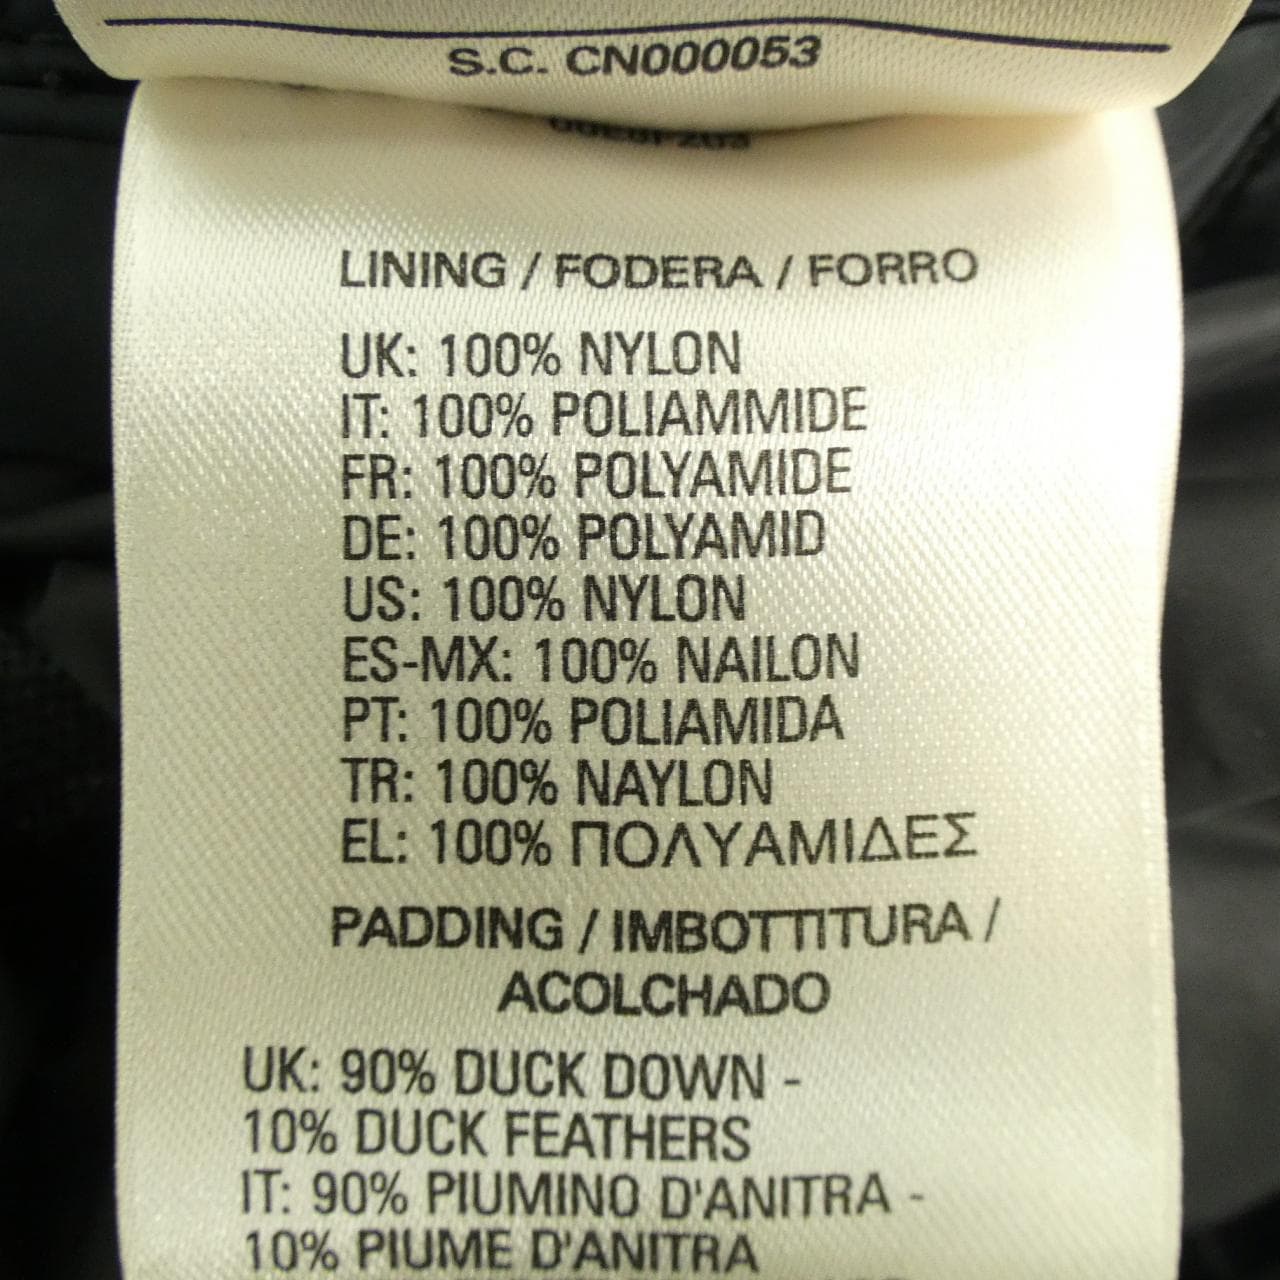 S.C. CN000053
LINING / FODERA / FORRO
UK: 100% NYLON
IT: 100% POLIAMMIDE
FR: 100% POLYAMIDE
DE: 100% POLYAMID
US: 100% NYLON
ES-MX: 100% NAILON
PT: 100% POLIAMIDA
TR: 100% NAYLON
EL: 100% ΠΟΛΥΑΜΙΔΕΣ
PADDING / IMBOTTITURA /
ACOLCHADO
UK: 90% DUCK DOWN -
10% DUCK FEATHERS
IT: 90% PIUMINO D'ANITRA -
10% PIUME D'ANITRA